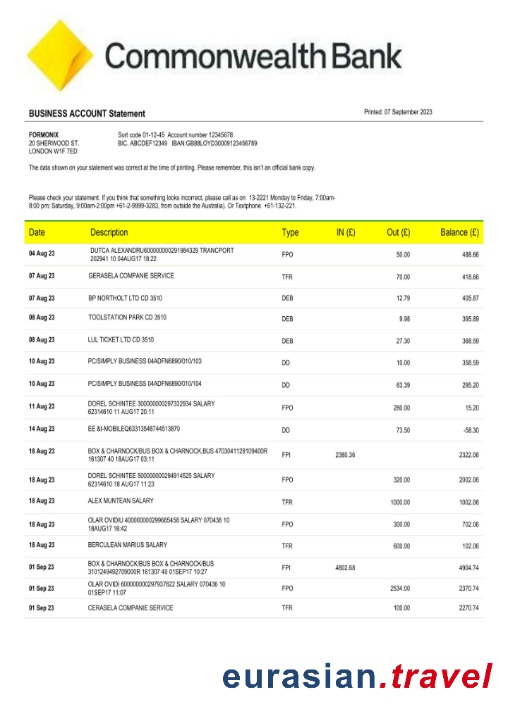 CommonwealthBank
BUSINESS ACCOUNT Statement
Printed: 07 September 2023
FORMONIX
20 SHERWOOD ST.
LONDON W1F 7ED
Sort code 01-12-45 Account number 12345678
BIC. ABCDEF12349 IBAN:GB88LOYD30009123456789
The data shown on your statement was correct at the time of printing. Please remember, this isn't an official bank copy.
Please check your statement. If you think that something looks incorrect, please call as on 13-2221 Monday to Friday, 7:00am-
8:00 pm: Saturday, 9:00am-2:00pm +61-2-9999-3283, from outside the Australia). Or Textphone +61-132-221.
Date Description Type IN (£) Out (£) Balance (£)
04 Aug 23 DUTCA ALEXANDRU600000000291984329 TRANCPORT FPO 50.00 488.66
202941 10 04AUG17 18:22
07 Aug 23 GERASELA COMPANIE SERVICE TFR 70.00 418.66
07 Aug 23 BP NORTHOLT LTD CD 3510 DEB 12.79 405.87
08 Aug 23 TOOLSTATION PARK CD 3510 DEB 9.98 395.89
08 Aug 23 LUL TICKET LTD CD 3510 DEB 27.30 368.59
10 Aug 23 PC/SIMPLY BUSINESS 04ADFN6890/010/103 DD 10.00 358.59
10 Aug 23 PC/SIMPLY BUSINESS 04ADFN6890/010/104 DD 63.39 295.20
11 Aug 23 DOREL SCHINTEE 300000000297332934 SALARY FPO 280.00 15.20
62314610 11 AUG17 20:11
14 Aug 23 EE &I-MOBILEQ63313548744513870 DD 73.50 -58.30
18 Aug 23 BOX & CHARNOCK/BUS BOX & CHARNOCK,BUS 4703041128109400R FPI 2380.36 2322.06
161307 40 18AUG17 03:11
18 Aug 23 DOREL SCHINTEE 500000000294914525 SALARY FPO 320.00 2002.06
62314610 18 AUG17 11:23
18 Aug 23 ALEX MUNTEAN SALARY TFR 1000.00 1002.06
18 Aug 23 OLAR OVIDIU 400000000299685458 SALARY 070436 10 FPO 300.00 702.06
18AUG17 16:42
18 Aug 23 BERCULEAN MARIUS SALARY TFR 600.00 102.06
01 Sep 23 BOX & CHARNOCK/BUS BOX & CHARNOCK/BUS FPI 4802.68 4904.74
3101249492709000R 161307 40 01SEP17 10:27
01 Sep 23 OLAR OVIDI 600000000297937622 SALARY 070436 10 FPO 2534.00 2370.74
01SEP17 11:07
01 Sep 23 CERASELA COMPANIE SERVICE TFR 100.00 2270.74
eurasian.travel